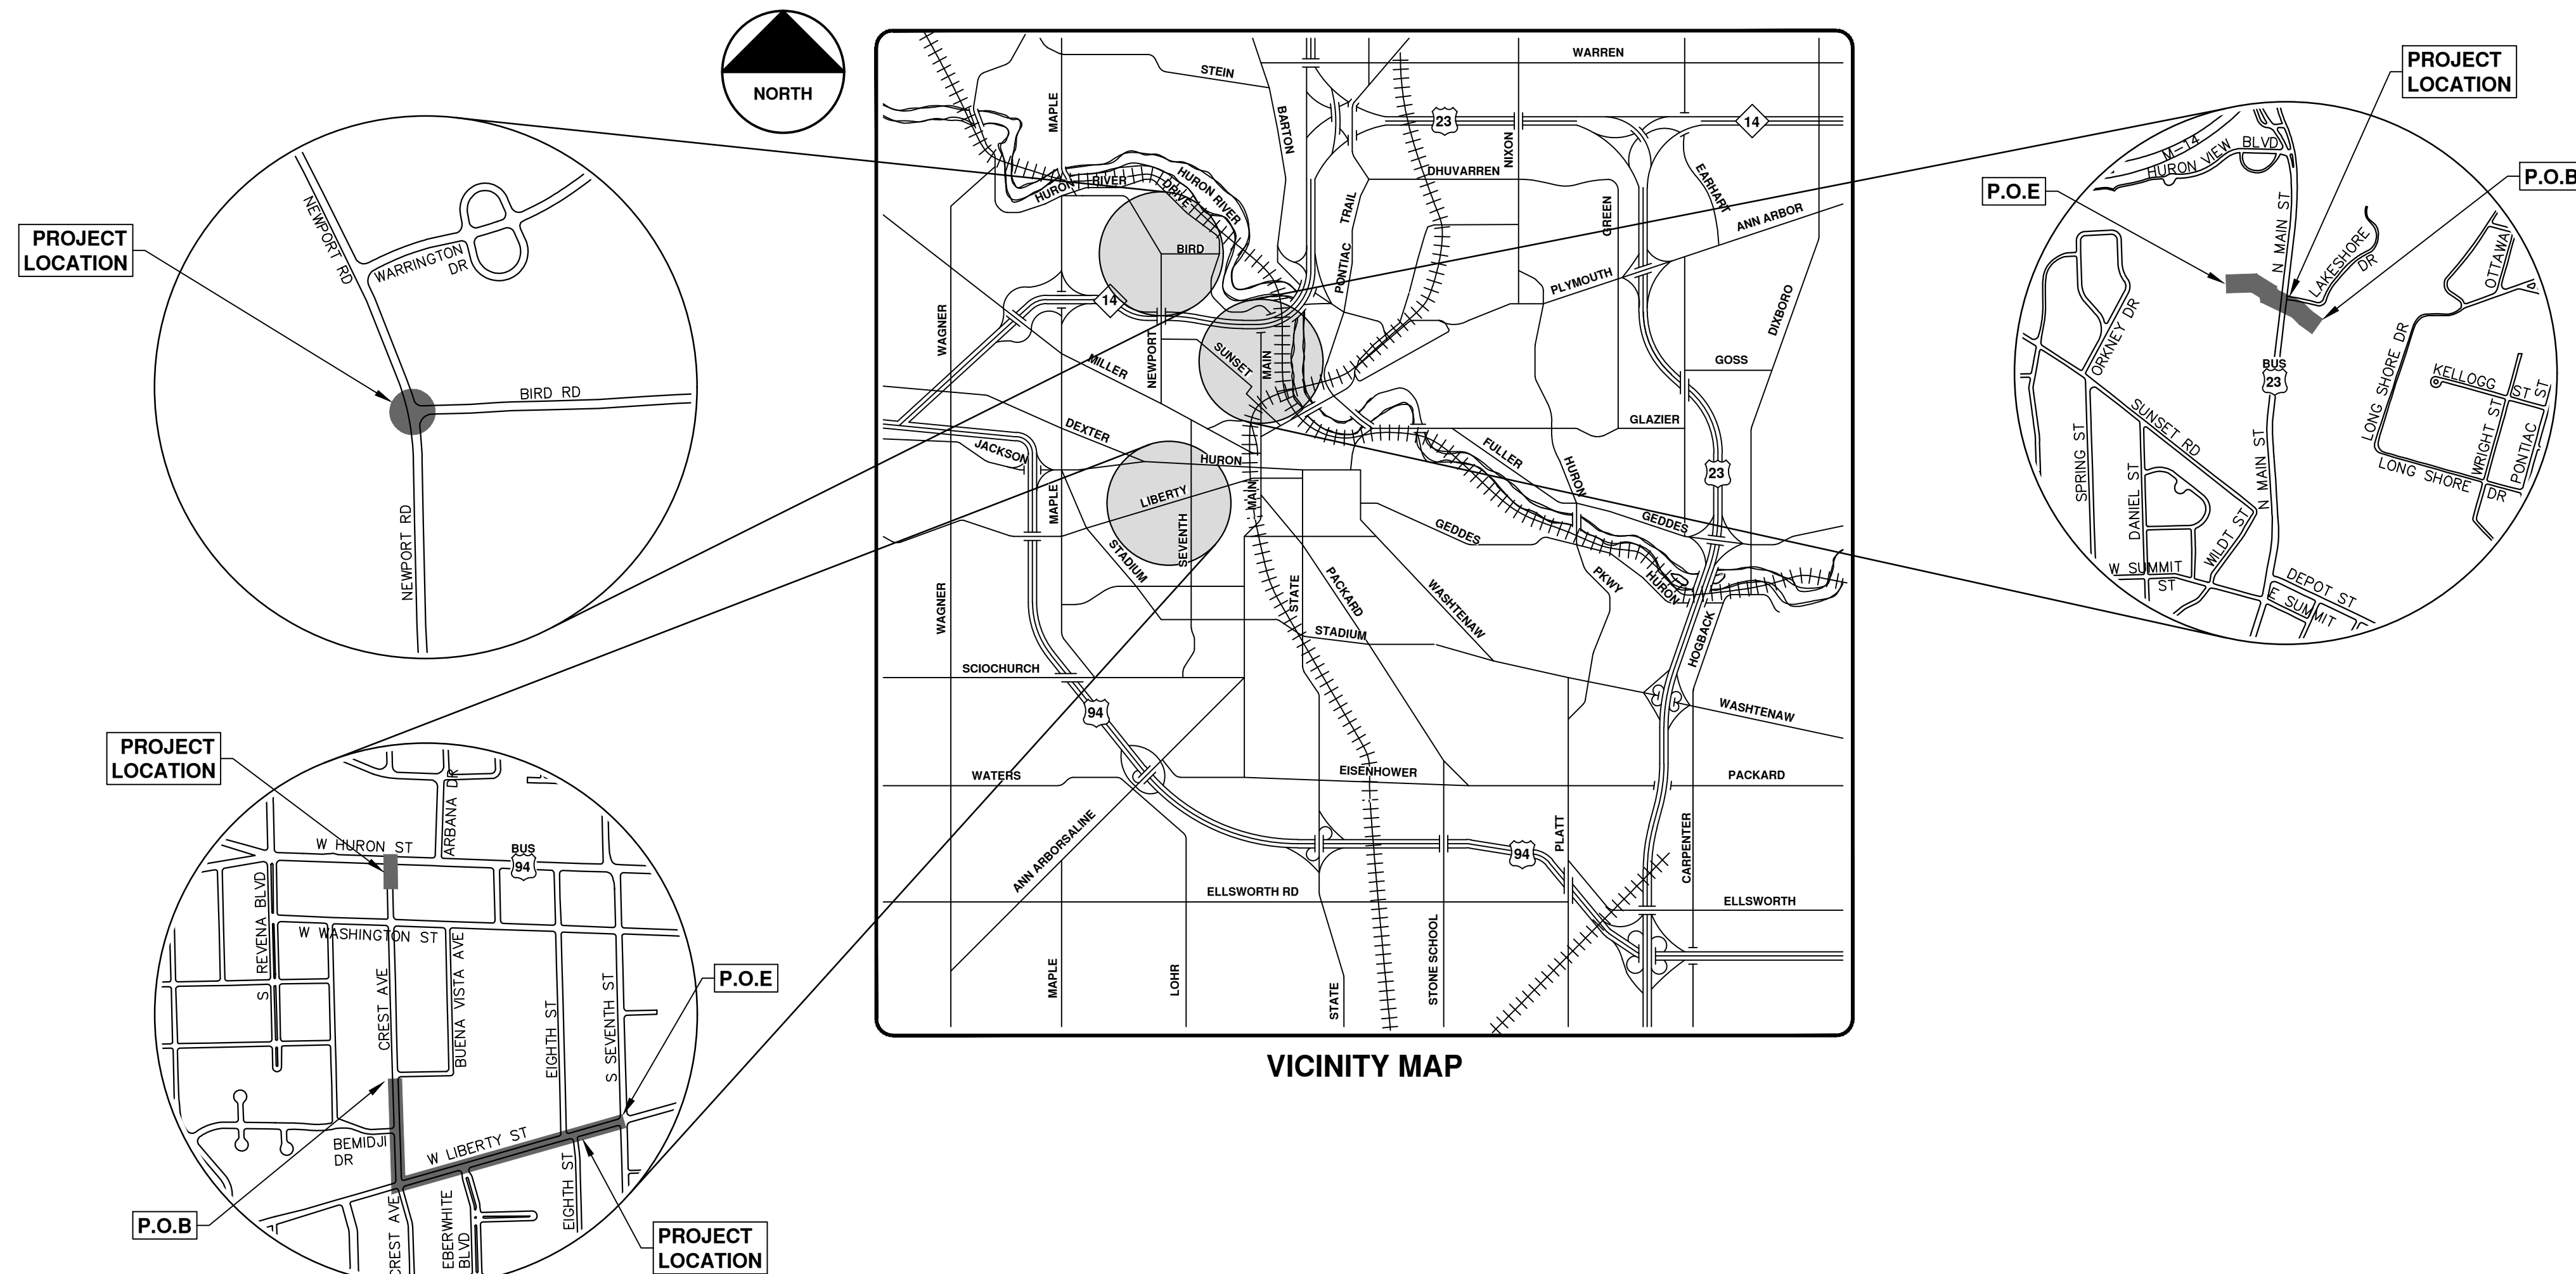 NORTH
PROJECT
LOCATION
NEWPORT RD
WARRINGTON
DR
BIRD RD
NEWPORT RD
PROJECT
LOCATION
W HURON ST
ARBANA DR
BUS
94
S REVENA BLVD
W WASHINGTON ST
CREST AVE
BUENA VISTA AVE
EIGHTH ST
S SEVENTH ST
P.O.E
BEMIDJI
DR
W LIBERTY ST
EIGHTH ST
CREST AVE
EBERWHITE
BLVD
P.O.B
PROJECT
LOCATION
WARREN
STEIN
MAPLE
BARTON
23
NIXON
14
DHUVARREN
EARHART
HURON
RIVER
DRIVE
HURON RIVER
TRAIL
PONTIAC
GREEN
ANN ARBOR
BIRD
PLYMOUTH
14
DIXBORO
WAGNER
NEWPORT
SUNSET
MAIN
MILLER
GOSS
GLAZIER
DEXTER
JACKSON
HURON
FULLER
HURON
23
LIBERTY
MAIN
MAPLE
SEVENTH
GEDDES
GEDDES
STADIUM
STATE
PACKARD
WASHTENAW
PKWY
HURON
WAGNER
STADIUM
HOGBACK
SCIOCHURCH
94
WASHTENAW
WATERS
EISENHOWER
PACKARD
ANN ARBORSALINE
PLATT
CARPENTER
94
ELLSWORTH RD
ELLSWORTH
MAPLE
LOHR
STATE
STONE SCHOOL
VICINITY MAP
PROJECT
LOCATION
P.O.E
P.O.B
M-14
HURON VIEW
BLVD
N MAIN ST
LAKESHORE
DR
OTTAWA
ORKNEY DR
BUS
23
LONG SHORE DR
KELLOGG
ST
ST
SUNSET RD
SPRING ST
DANIEL ST
N MAIN ST
WRIGHT ST
PONTIAC
LONG SHORE
DR
WILDT ST
W SUMMIT
ST
DEPOT ST
E SUMMIT